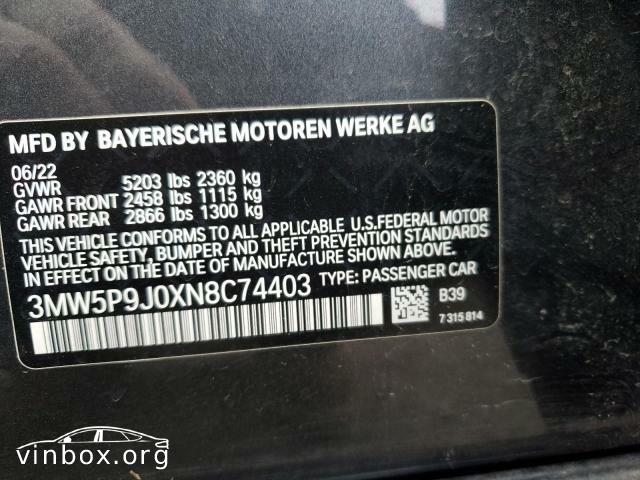 MFD BY BAYERISCHE MOTOREN WERKE AG
06/22
GVWR 5203 lbs 2360 kg
GAWR FRONT 2458 lbs 1115 kg
GAWR REAR 2866 lbs 1300 kg
THIS VEHICLE CONFORMS TO ALL APPLICABLE U.S.FEDERAL MOTOR
VEHICLE SAFETY, BUMPER AND THEFT PREVENTION STANDARDS
IN EFFECT ON THE DATE OF MANUFACTURE SHOWN ABOVE.
3MW5P9J0XN8C74403 TYPE: PASSENGER CAR
B39
7 315 814
vinbox.org